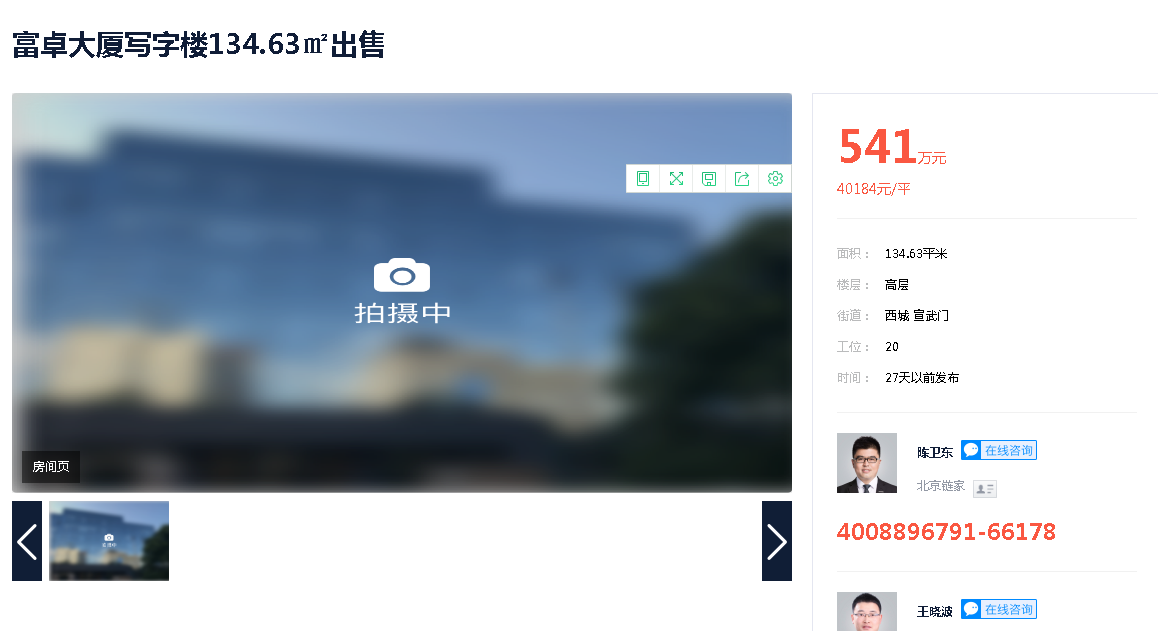 富卓大厦写字楼134.63㎡出售
拍摄中
房间页
541万元
40184元/平
面积： 134.63平米
楼层： 高层
街道： 西城 宣武门
工位： 20
时间： 27天以前发布
陈卫东 在线咨询
北京链家
4008896791-66178
王晓波 在线咨询